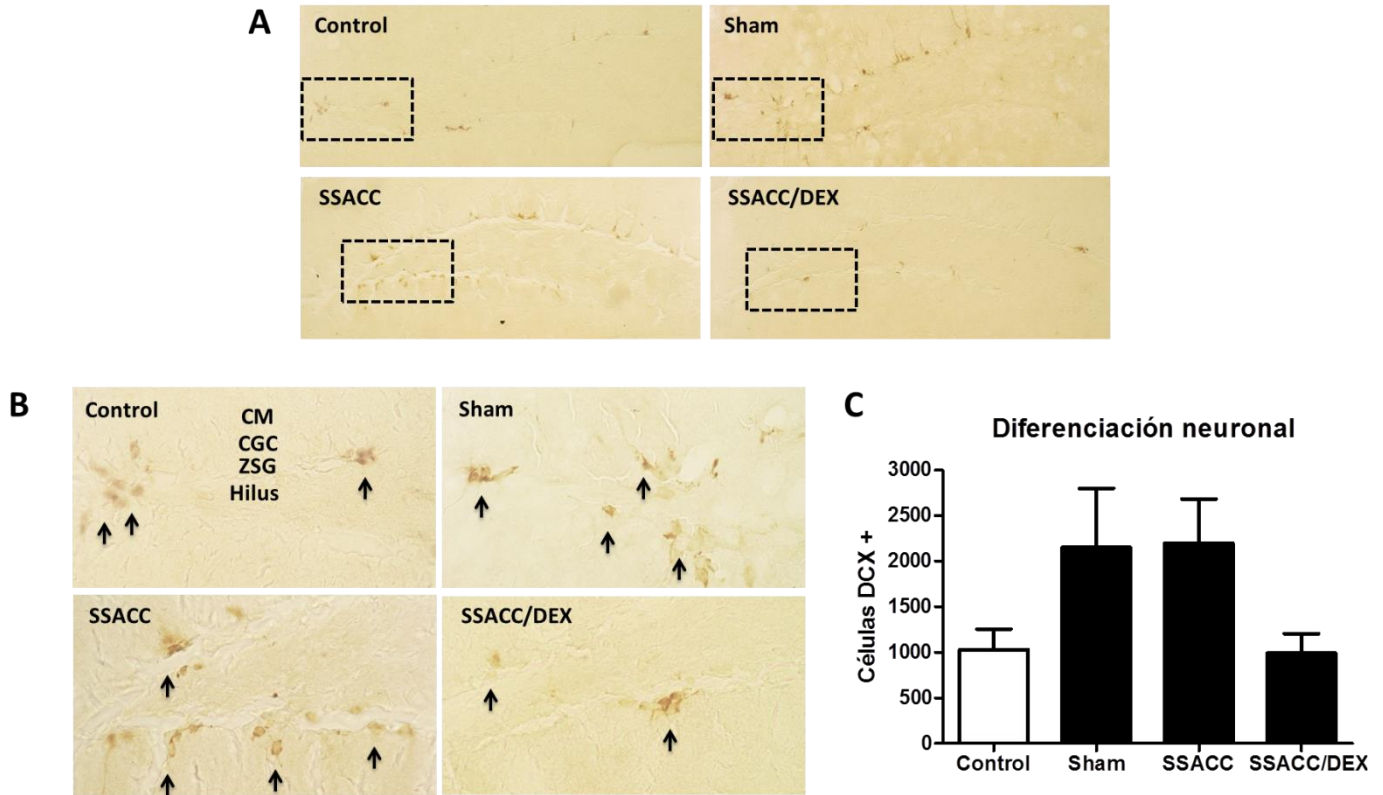 A
Control
Sham
SSACC
SSACC/DEX
B
Control
CM
CGC
ZSG
Hilus
Sham
SSACC
SSACC/DEX
C
Diferenciación neuronal
Células DCX +
3000
2500
2000
1500
1000
500
0
Control
Sham
SSACC
SSACC/DEX